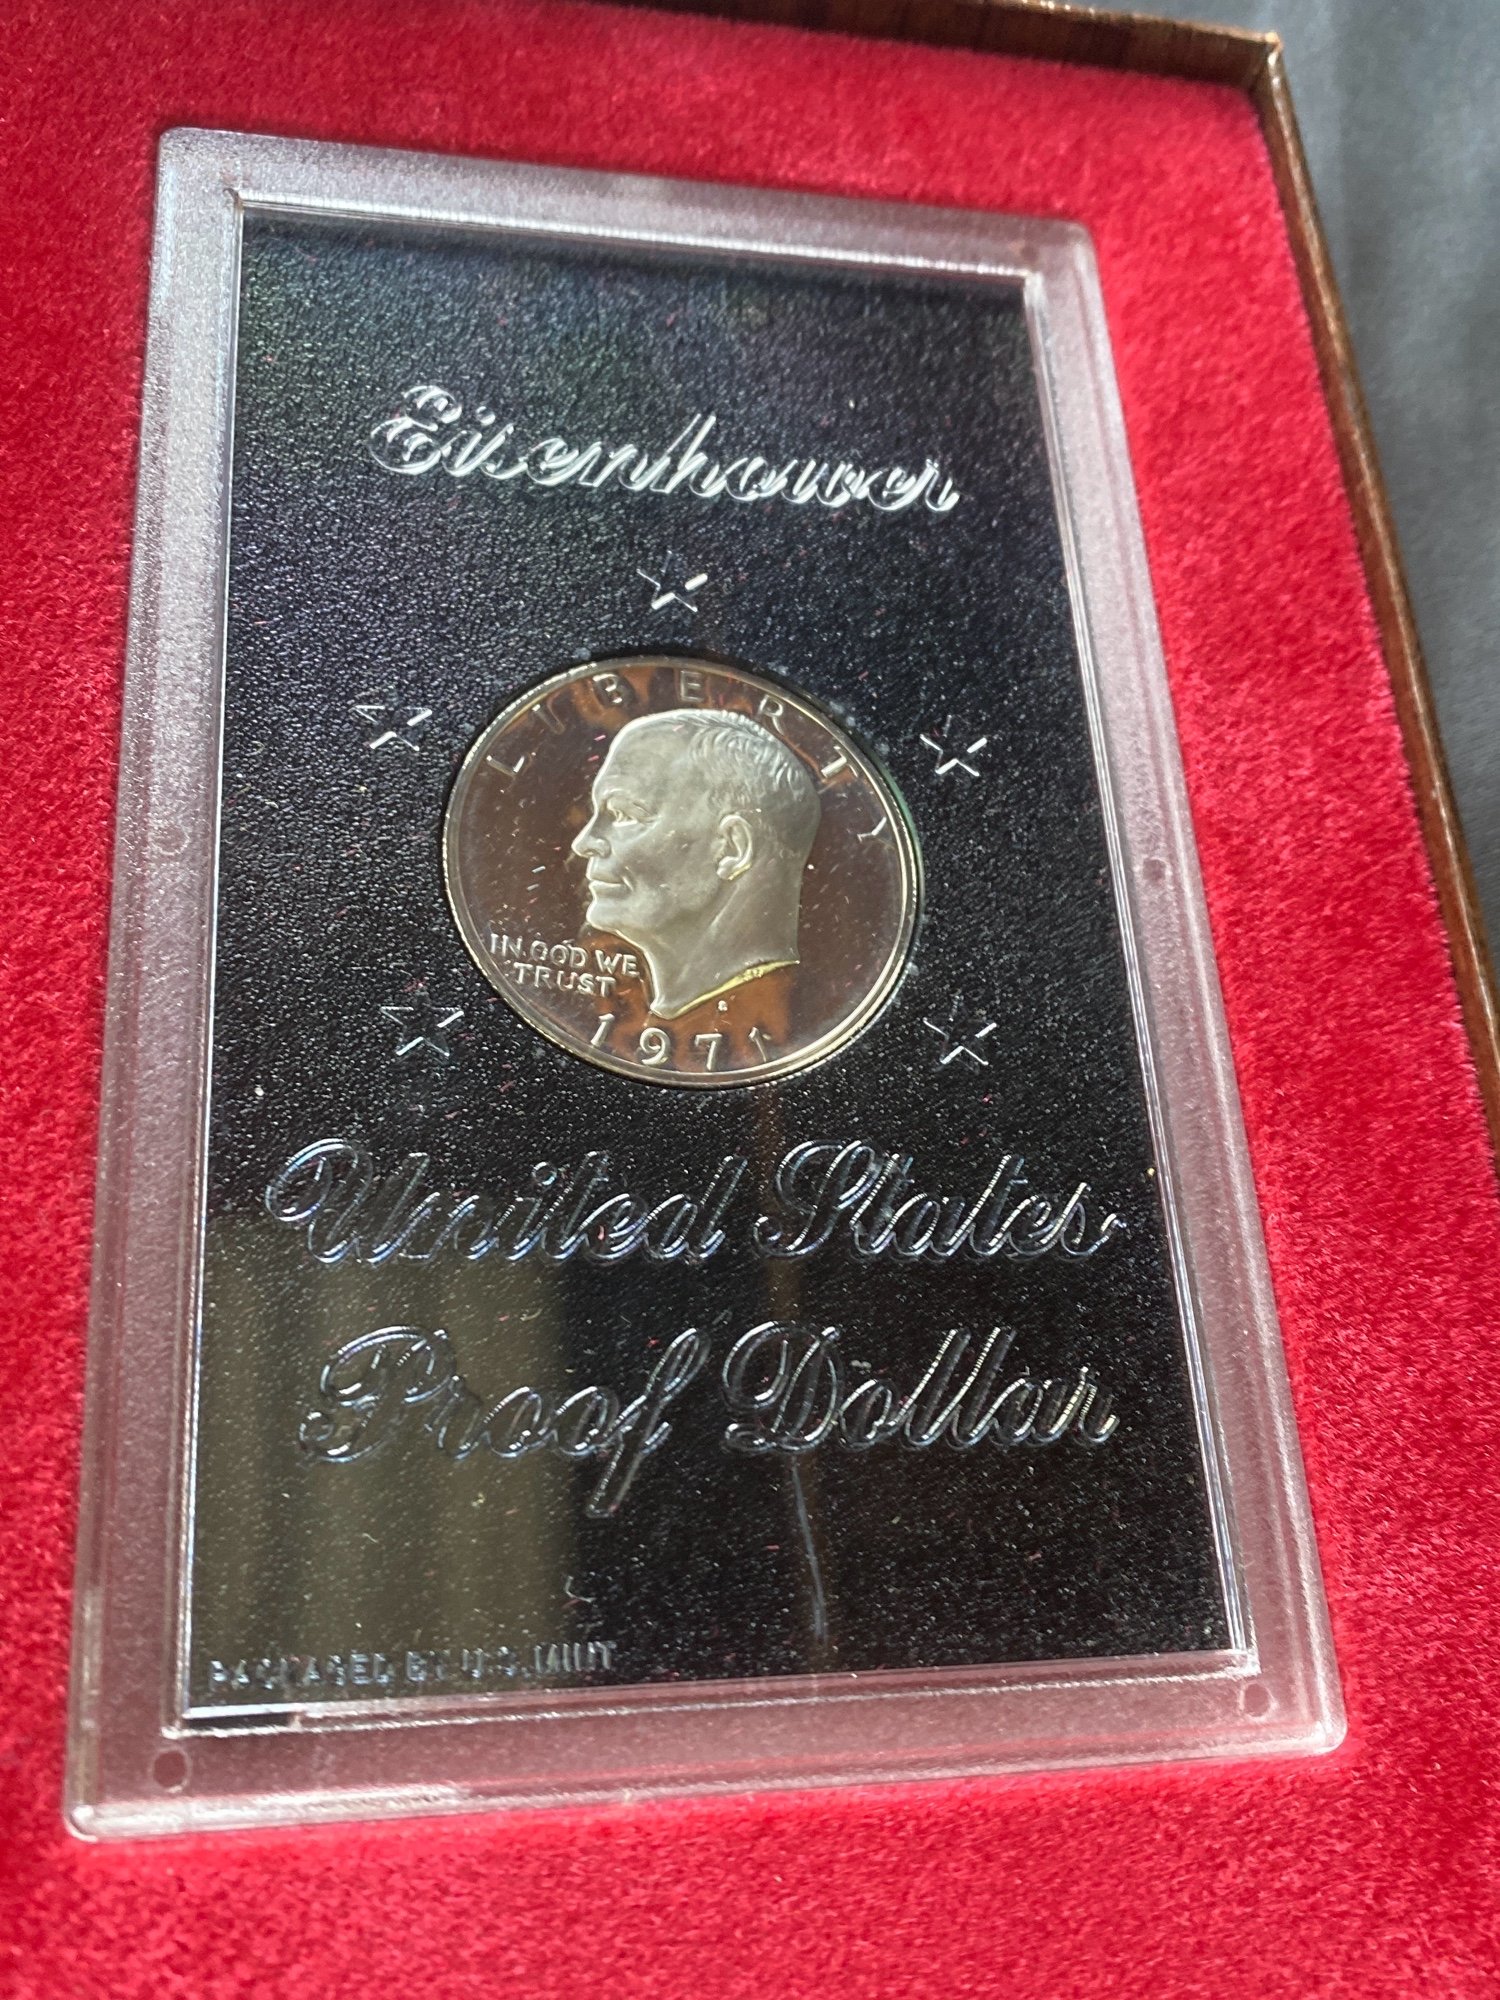 Eisenhower
LIBERTY
IN GOD WE
TRUST
S
1971
United States
Proof Dollar
PACKAGED BY U.S. MINT